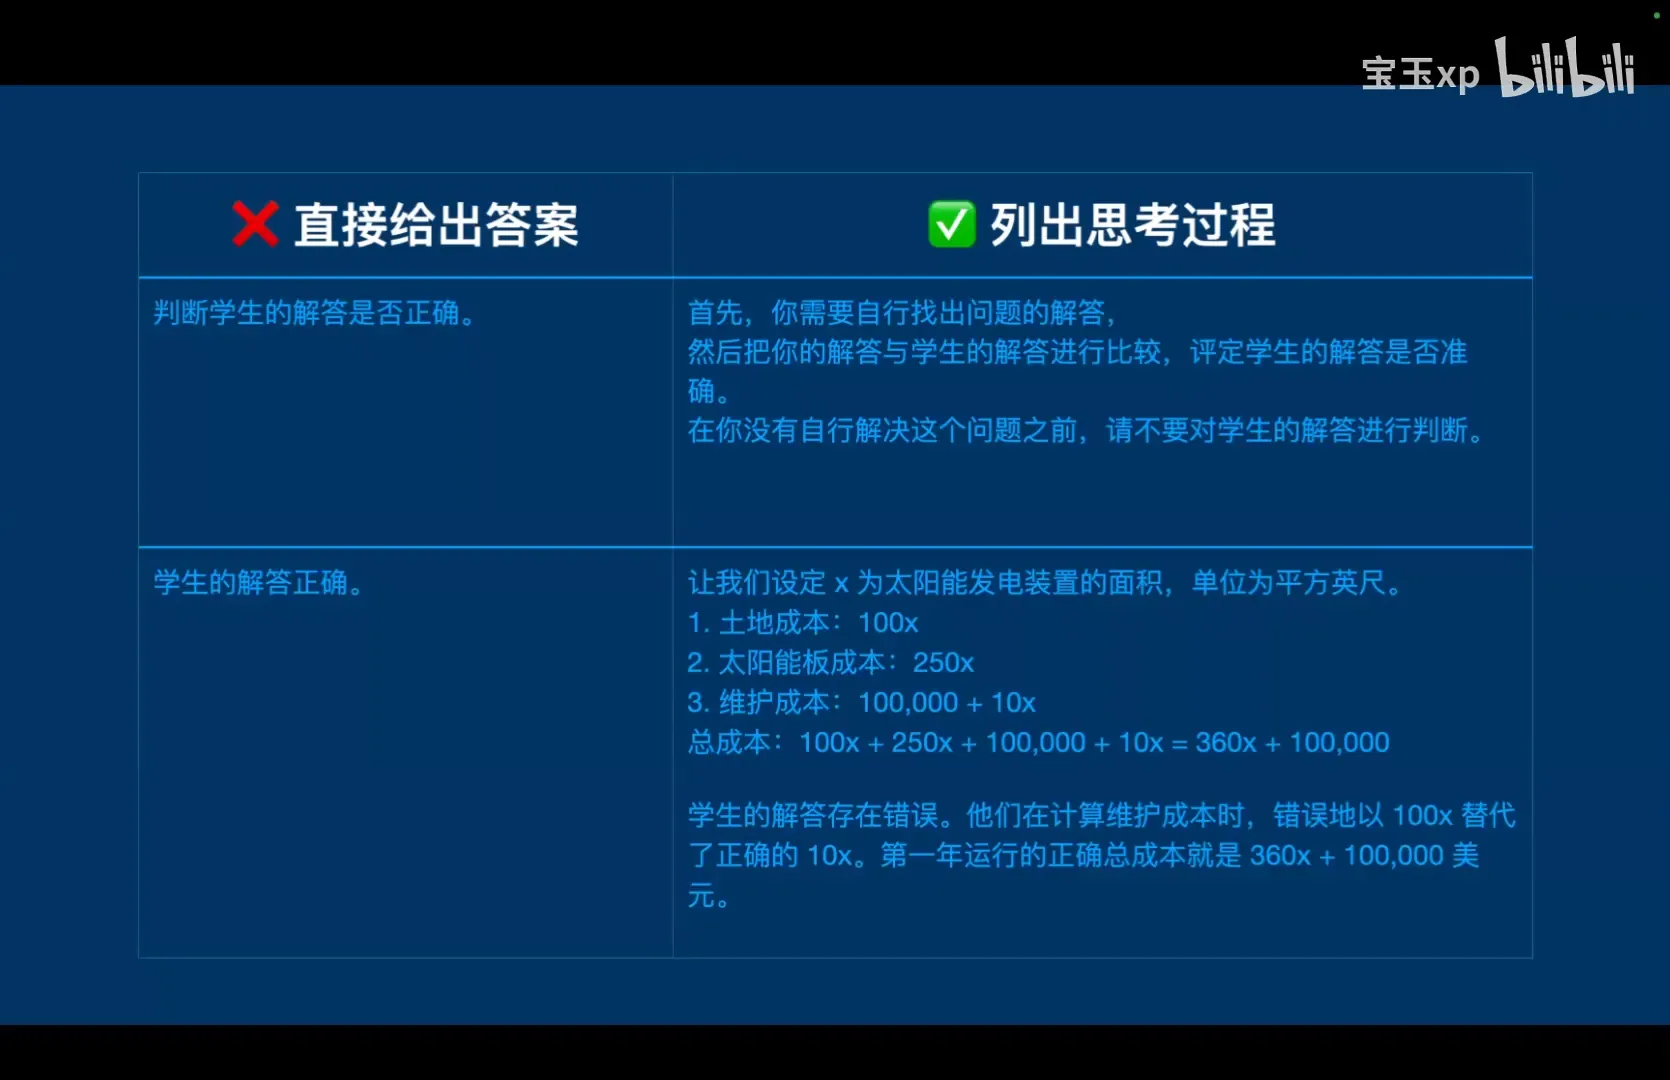 宝玉xp bilibili
❌ 直接给出答案
✅ 列出思考过程
判断学生的解答是否正确。
首先，你需要自行找出问题的解答，
然后把你的解答与学生的解答进行比较，评定学生的解答是否准
确。
在你没有自行解决这个问题之前，请不要对学生的解答进行判断。
学生的解答正确。
让我们设定 x 为太阳能发电装置的面积，单位为平方英尺。
1. 土地成本：100x
2. 太阳能板成本：250x
3. 维护成本：100,000 + 10x
总成本：100x + 250x + 100,000 + 10x = 360x + 100,000
学生的解答存在错误。他们在计算维护成本时，错误地以 100x 替代
了正确的 10x。第一年运行的正确总成本就是 360x + 100,000 美
元。